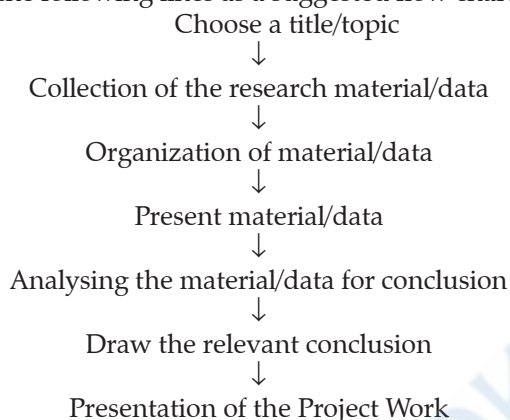 Choose a title/topic
↓
Collection of the research material/data
↓
Organization of material/data
↓
Present material/data
↓
Analysing the material/data for conclusion
↓
Draw the relevant conclusion
↓
Presentation of the Project Work